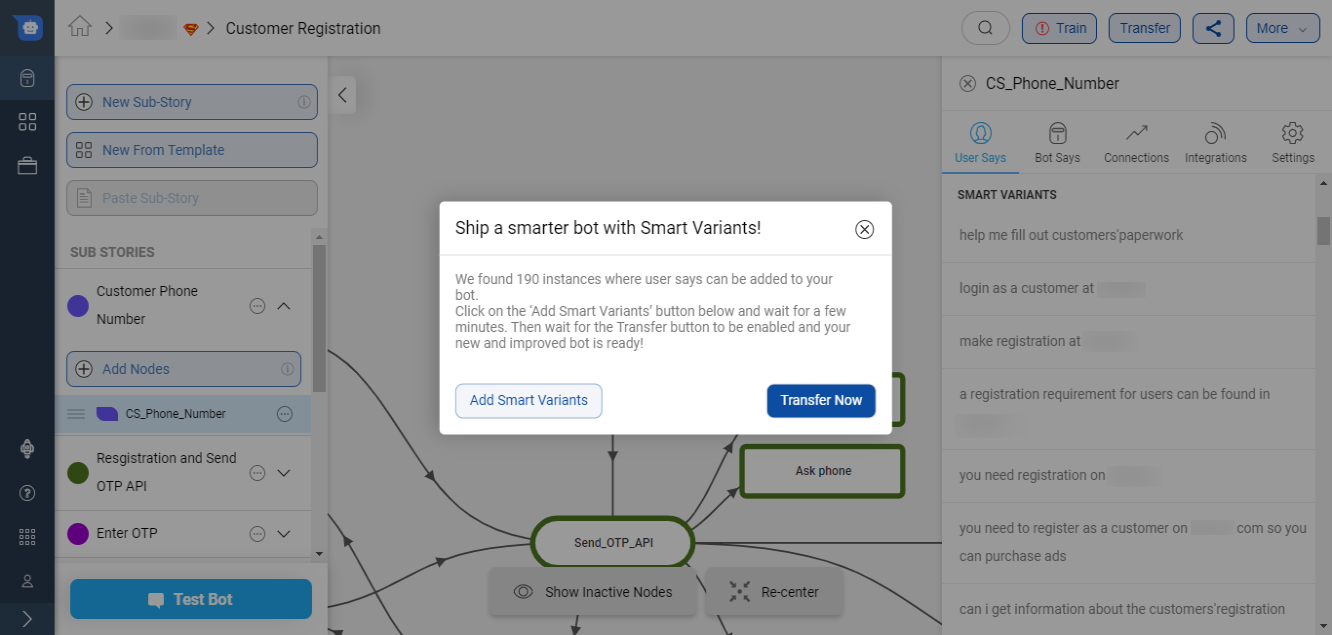 Customer Registration
Train
Transfer
More
New Sub-Story
New From Template
Paste Sub-Story
SUB STORIES
Customer Phone
Number
Add Nodes
CS_Phone_Number
Resgistration and Send
OTP API
Enter OTP
Test Bot
Ship a smarter bot with Smart Variants!
We found 190 instances where user says can be added to your
bot.
Click on the ‘Add Smart Variants’ button below and wait for a few
minutes. Then wait for the Transfer button to be enabled and your
new and improved bot is ready!
Add Smart Variants
Transfer Now
Ask phone
Send_OTP_API
Show Inactive Nodes
Re-center
CS_Phone_Number
User Says
Bot Says
Connections
Integrations
Settings
SMART VARIANTS
help me fill out customers'paperwork
login as a customer at
make registration at
a registration requirement for users can be found in
you need registration on
you need to register as a customer on com so you
can purchase ads
can i get information about the customers'registration